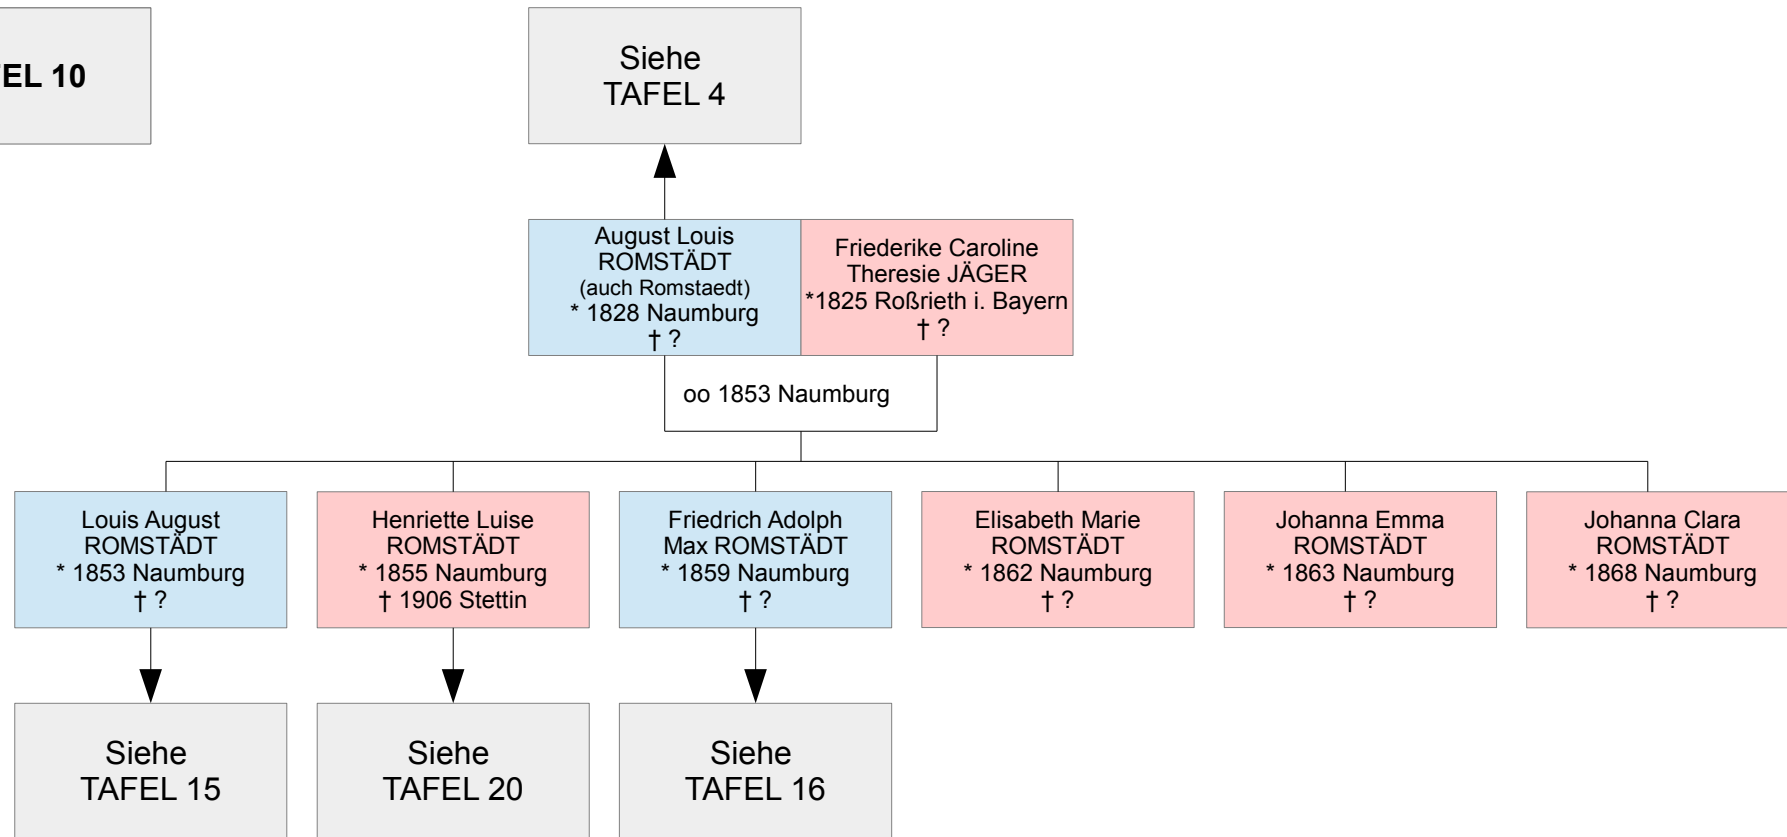 EL 10
Siehe
TAFEL 4
August Louis
ROMSTÄDT
(auch Romstaedt)
* 1828 Naumburg
† ?
Friederike Caroline
Theresie JÄGER
*1825 Roßrieth i. Bayern
† ?
oo 1853 Naumburg
Louis August
ROMSTÄDT
* 1853 Naumburg
† ?
Henriette Luise
ROMSTÄDT
* 1855 Naumburg
† 1906 Stettin
Friedrich Adolph
Max ROMSTÄDT
* 1859 Naumburg
† ?
Elisabeth Marie
ROMSTÄDT
* 1862 Naumburg
† ?
Johanna Emma
ROMSTÄDT
* 1863 Naumburg
† ?
Johanna Clara
ROMSTÄDT
* 1868 Naumburg
† ?
Siehe
TAFEL 15
Siehe
TAFEL 20
Siehe
TAFEL 16